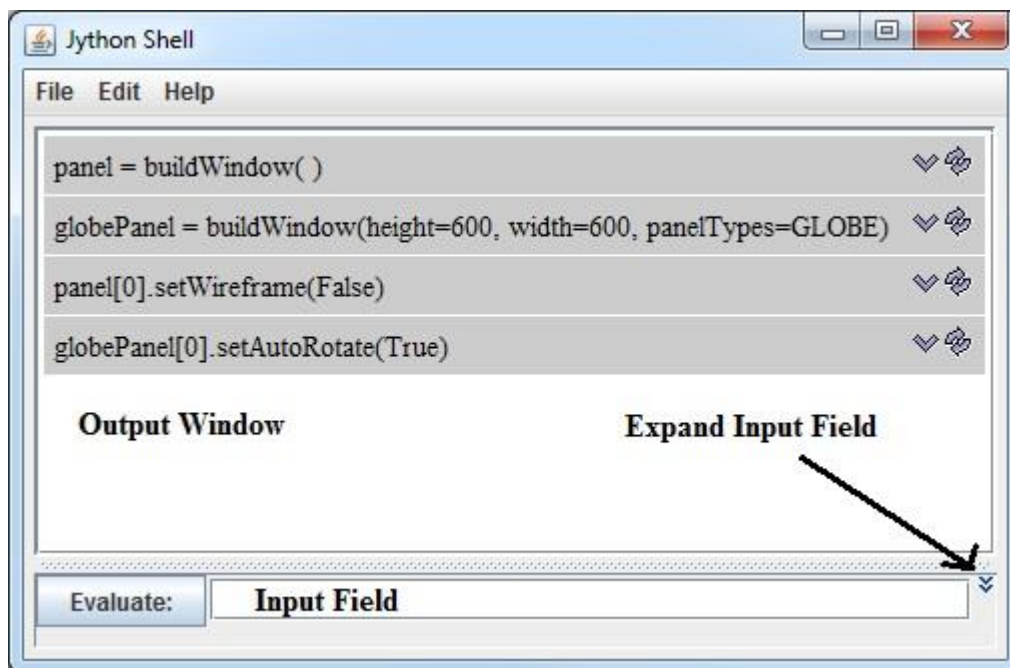 Jython Shell
File Edit Help
panel = buildWindow( )
globePanel = buildWindow(height=600, width=600, panelTypes=GLOBE)
panel[0].setWireframe(False)
globePanel[0].setAutoRotate(True)
Output Window Expand Input Field
Evaluate: Input Field